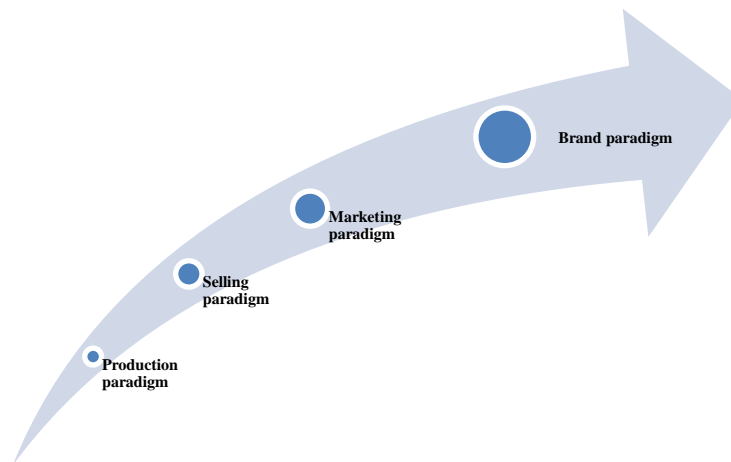 Brand paradigm
Marketing
paradigm
Selling
paradigm
Production
paradigm